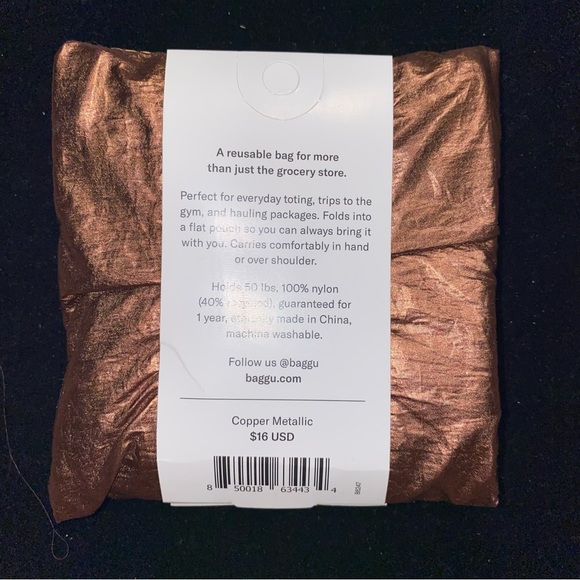 A reusable bag for more
than just the grocery store.
Perfect for everyday toting, trips to the
gym, and hauling packages. Folds into
a flat pouch so you can always bring it
with you. Carries comfortably in hand
or over shoulder.
Holds 50 lbs, 100% nylon
(40% recycled), guaranteed for
1 year, ethically made in China,
machine washable.
Follow us @baggu
baggu.com
Copper Metallic
$16 USD
8 50018 63443 4